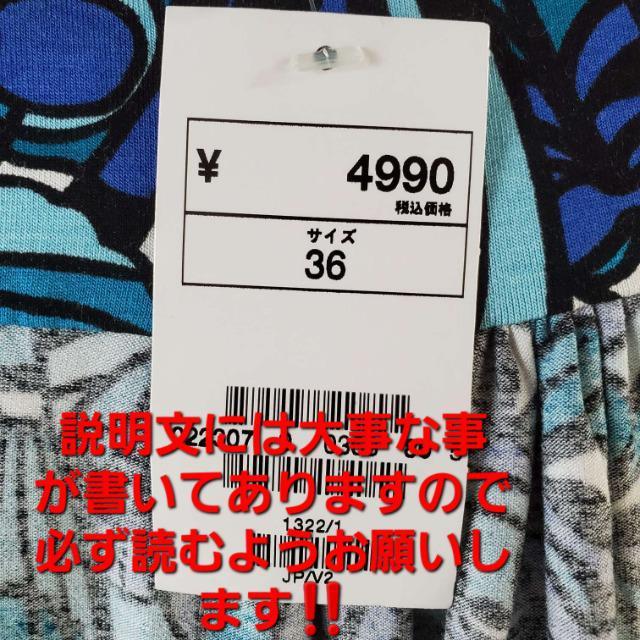 ¥ 4990
税込価格
サイズ
36
説明文には大事な事
が書いてありますので
必ず読むようお願いし
ます‼
1322/1
JP/V2